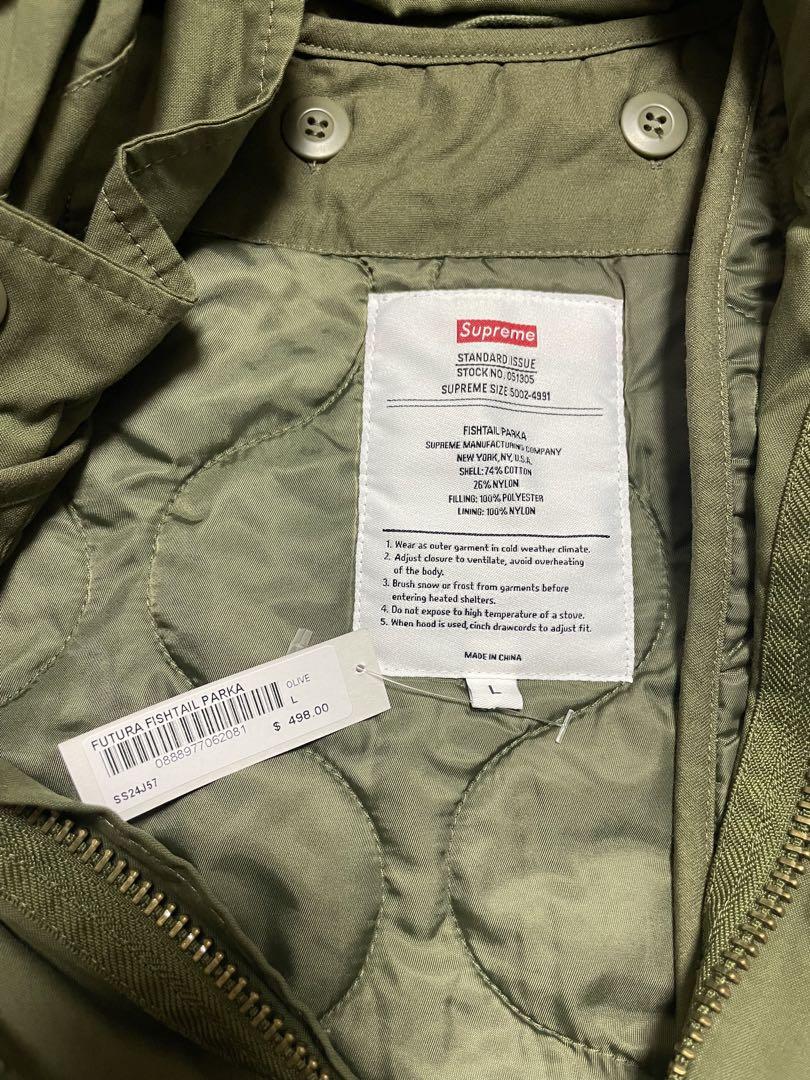 Supreme
STANDARD ISSUE
STOCK NO. 051305
SUPREME SIZE 5002-4991
FISHTAIL PARKA
SUPREME MANUFACTURING COMPANY
NEW YORK, NY, U.S.A.
SHELL: 74% COTTON
26% NYLON
FILLING: 100% POLYESTER
LINING: 100% NYLON
1. Wear as outer garment in cold weather climate.
2. Adjust closure to ventilate, avoid overheating
of the body.
3. Brush snow or frost from garments before
entering heated shelters.
4. Do not expose to high temperature of a stove.
5. When hood is used, cinch drawcords to adjust fit.
MADE IN CHINA
L
FUTURA FISHTAIL PARKA
OLIVE
L
0888977062081
$ 498.00
SS24J57